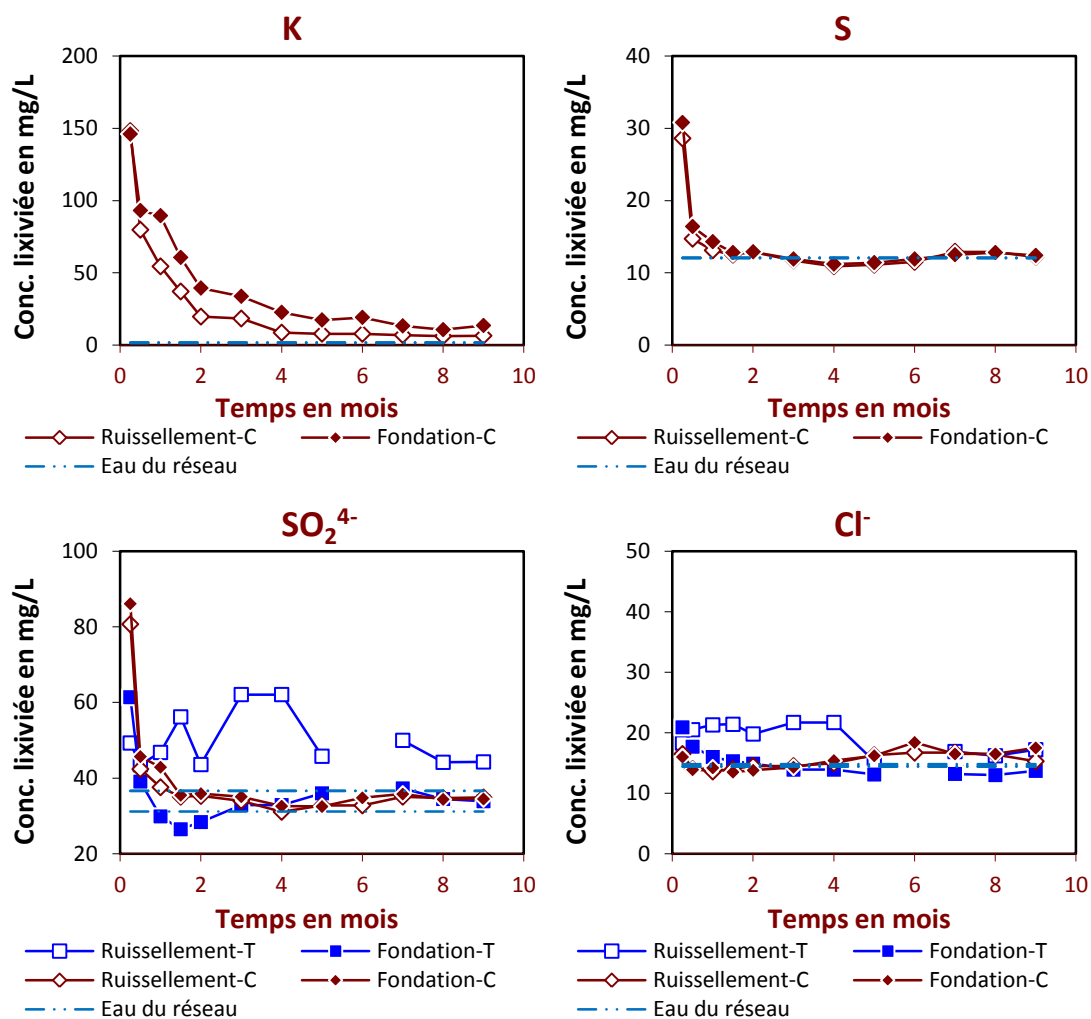 K
200
150
100
50
0
Conc. lixiviée en mg/L
0 2 4 6 8 10
Temps en mois
Ruissellement-C Fondation-C
Eau du réseau
S
40
30
20
10
0
Conc. lixiviée en mg/L
0 2 4 6 8 10
Temps en mois
Ruissellement-C Fondation-C
Eau du réseau
SO₂⁴⁻
100
80
60
40
20
Conc. lixiviée en mg/L
0 2 4 6 8 10
Temps en mois
Ruissellement-T Fondation-T
Ruissellement-C Fondation-C
Eau du réseau
Cl⁻
50
40
30
20
10
0
Conc. lixiviée en mg/L
0 2 4 6 8 10
Temps en mois
Ruissellement-T Fondation-T
Ruissellement-C Fondation-C
Eau du réseau